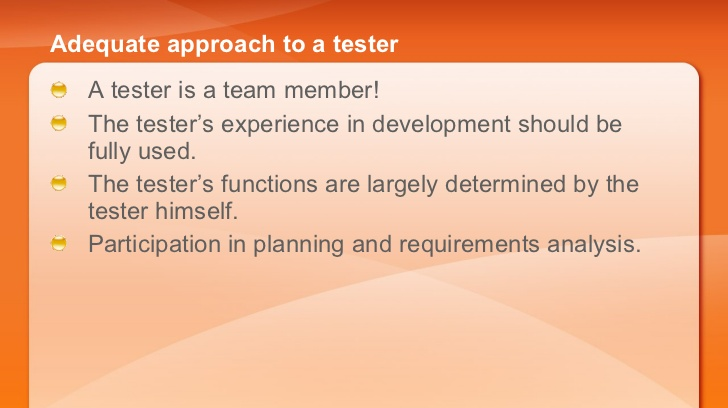 Adequate approach to a tester
A tester is a team member!
The tester’s experience in development should be
fully used.
The tester’s functions are largely determined by the
tester himself.
Participation in planning and requirements analysis.